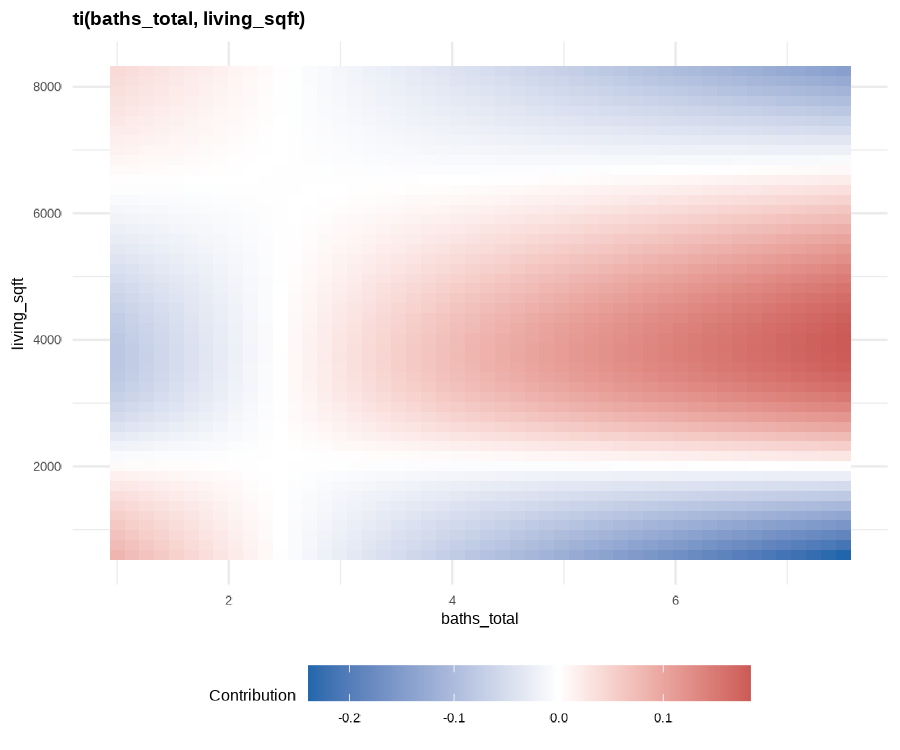 ti(baths_total, living_sqft)
living_sqft
8000
6000
4000
2000
2 4 6
baths_total
Contribution
-0.2 -0.1 0.0 0.1